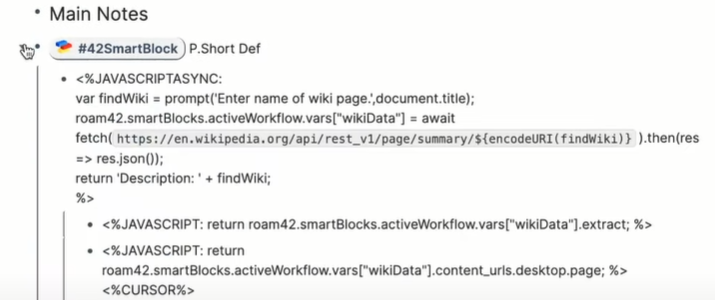 Main Notes
#42SmartBlock P.Short Def
<%JAVASCRIPTASYNC:
var findWiki = prompt('Enter name of wiki page.',document.title);
roam42.smartBlocks.activeWorkflow.vars["wikiData"] = await
fetch( https://en.wikipedia.org/api/rest_v1/page/summary/${encodeURI(findWiki)} ).then(res
=> res.json());
return 'Description: ' + findWiki;
%>
<%JAVASCRIPT: return roam42.smartBlocks.activeWorkflow.vars["wikiData"].extract; %>
<%JAVASCRIPT: return
roam42.smartBlocks.activeWorkflow.vars["wikiData"].content_urls.desktop.page; %>
<%CURSOR%>